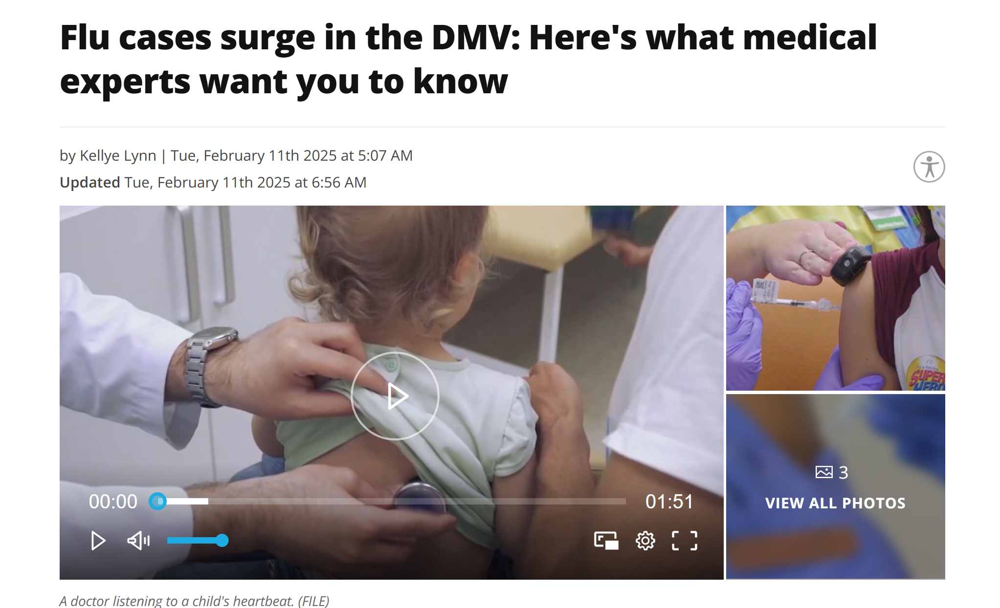 Flu cases surge in the DMV: Here's what medical
experts want you to know
by Kellye Lynn | Tue, February 11th 2025 at 5:07 AM
Updated Tue, February 11th 2025 at 6:56 AM
SUPER
HERO
00:00
01:51
3
VIEW ALL PHOTOS
A doctor listening to a child's heartbeat. (FILE)